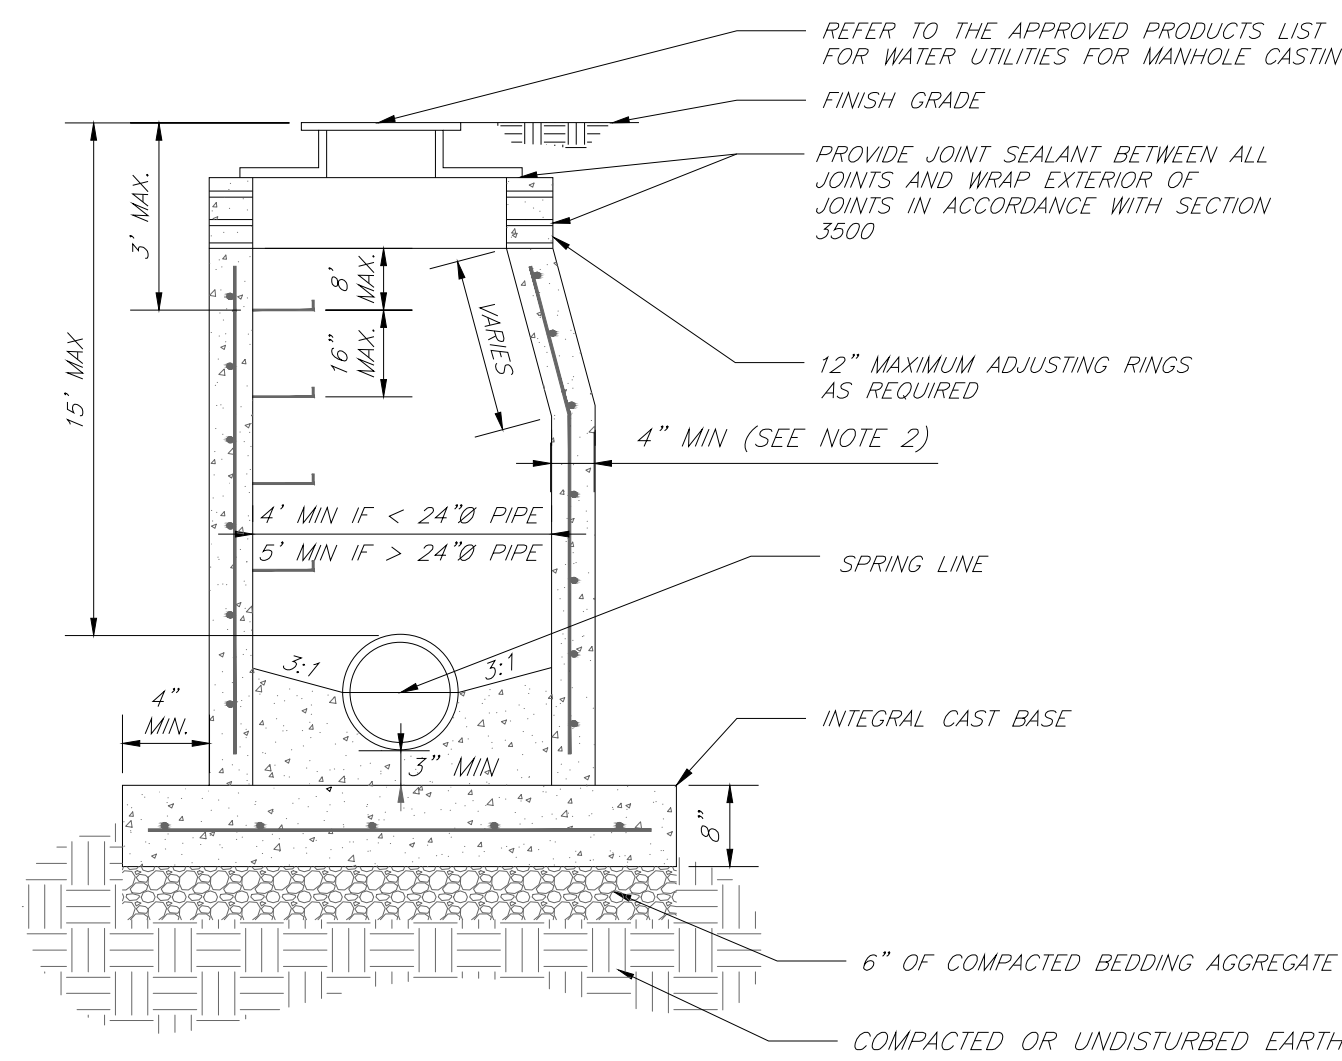 REFER TO THE APPROVED PRODUCTS LIST
FOR WATER UTILITIES FOR MANHOLE CASTIN
FINISH GRADE
PROVIDE JOINT SEALANT BETWEEN ALL
JOINTS AND WRAP EXTERIOR OF
JOINTS IN ACCORDANCE WITH SECTION
3500
3' MAX.
8'
MAX.
16"
MAX.
VARIES
15' MAX
12" MAXIMUM ADJUSTING RINGS
AS REQUIRED
4" MIN (SEE NOTE 2)
4' MIN IF < 24"Ø PIPE
5' MIN IF > 24"Ø PIPE
SPRING LINE
3:1
3:1
4"
MIN.
INTEGRAL CAST BASE
3" MIN
8"
6" OF COMPACTED BEDDING AGGREGATE
COMPACTED OR UNDISTURBED EARTH